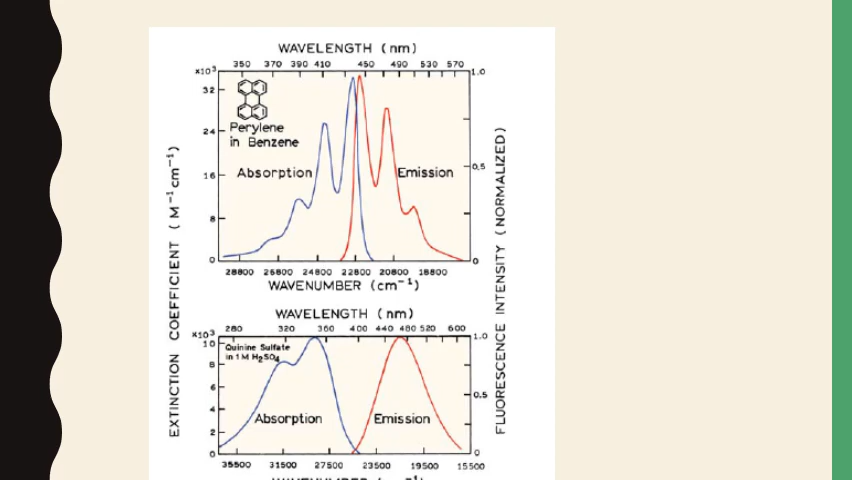 WAVELENGTH (nm)
350 370 390 410 450 490 530 570
x10³ 1.0
32
Perylene
in Benzene
24
0.5
16
Absorption Emission
8
0 0
28800 26800 24800 22800 20800 18800
WAVENUMBER (cm⁻¹)
EXTINCTION COEFFICIENT (M⁻¹cm⁻¹)
FLUORESCENCE INTENSITY (NORMALIZED)
WAVELENGTH (nm)
280 320 360 400 440 480 520 600
x10³ 1.0
10
Quinine Sulfate
in 1M H₂SO₄
8
6
0.5
4
Absorption Emission
2
0 0
35500 31500 27500 23500 19500 15500